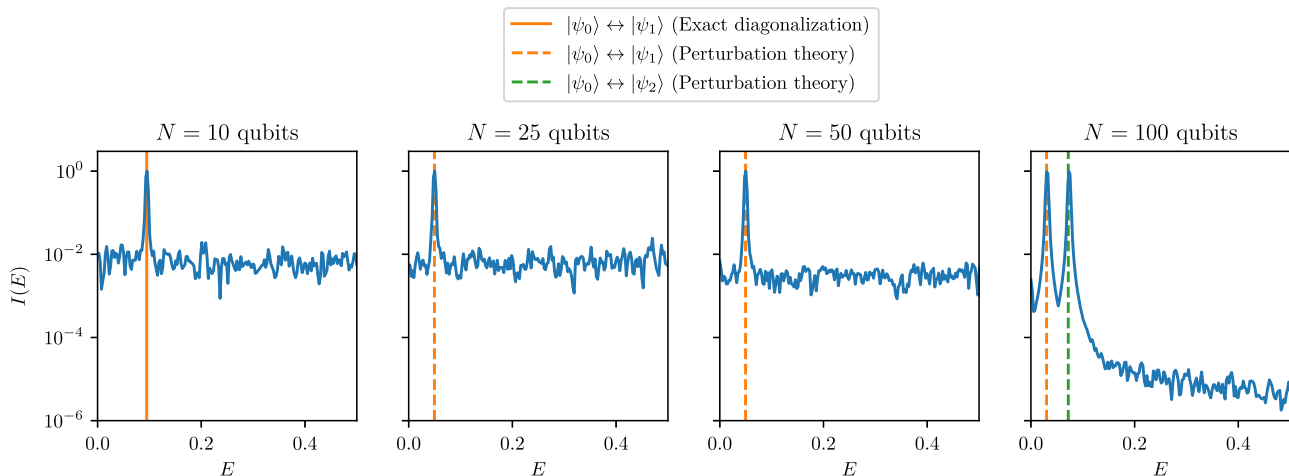 |ψ₀⟩ ↔ |ψ₁⟩ (Exact diagonalization)
|ψ₀⟩ ↔ |ψ₁⟩ (Perturbation theory)
|ψ₀⟩ ↔ |ψ₂⟩ (Perturbation theory)
N = 10 qubits
N = 25 qubits
N = 50 qubits
N = 100 qubits
I(E)
10⁰
10⁻²
10⁻⁴
10⁻⁶
0.0 0.2 0.4
0.0 0.2 0.4
0.0 0.2 0.4
0.0 0.2 0.4
E
E
E
E